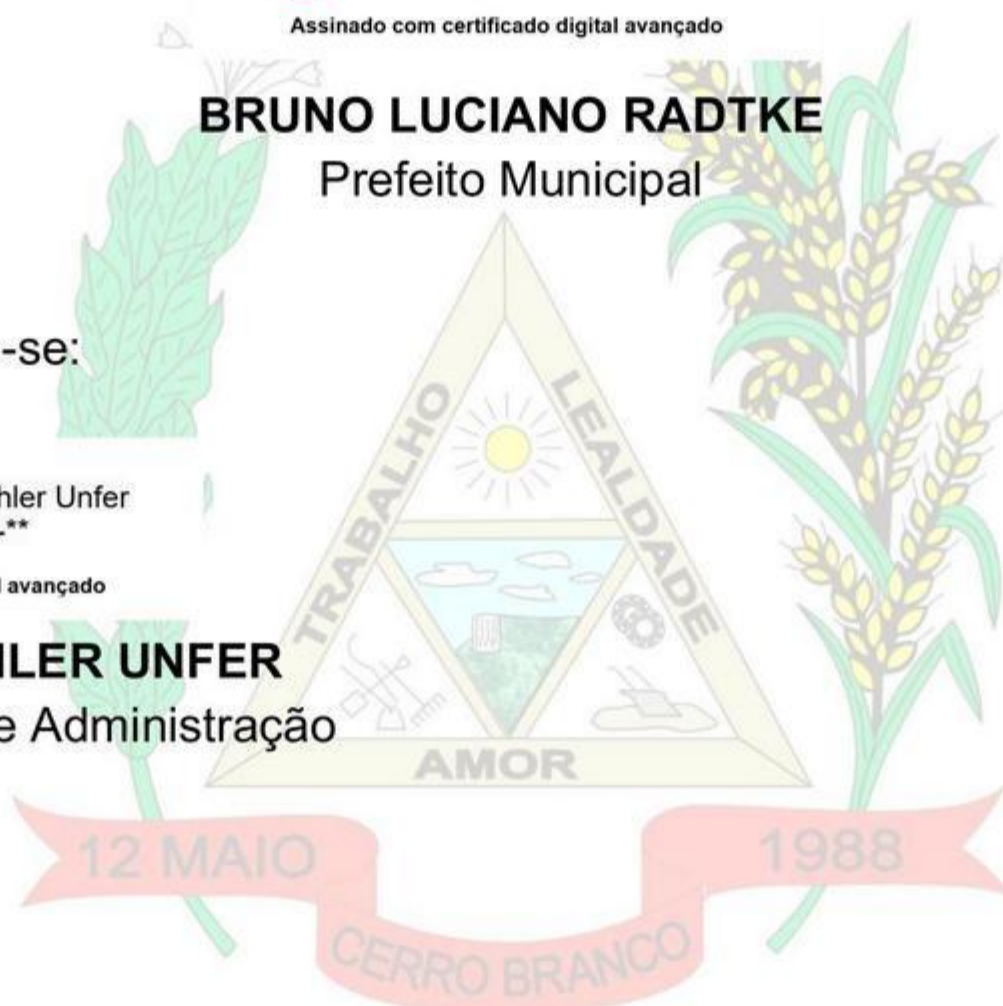 Assinado com certificado digital avançado
BRUNO LUCIANO RADTKE
Prefeito Municipal
-se:
hler Unfer
-**
avançado
HLER UNFER
e Administração
TRABALHO
LEALDADE
AMOR
12 MAIO
1988
CERRO BRANCO